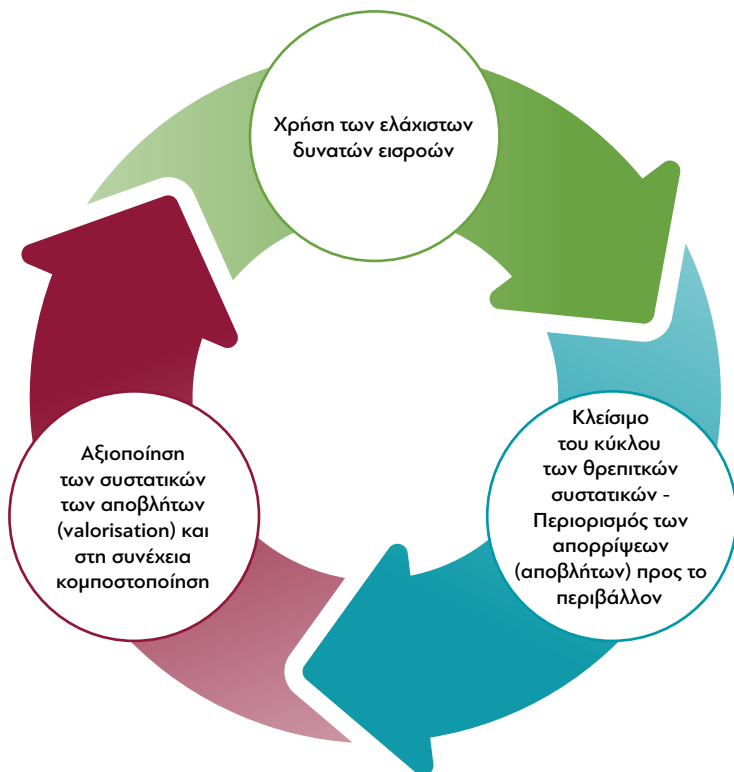 Χρήση των ελάχιστων
δυνατών εισροών
Κλείσιμο
του κύκλου
των θρεπιτκών
συστατικών -
Περιορισμός των
απορρίψεων
(αποβλήτων) προς το
περιβάλλον
Αξιοποίηση
των συστατικών
των αποβλήτων
(valorisation) και
στη συνέχεια
κομποστοποίηση